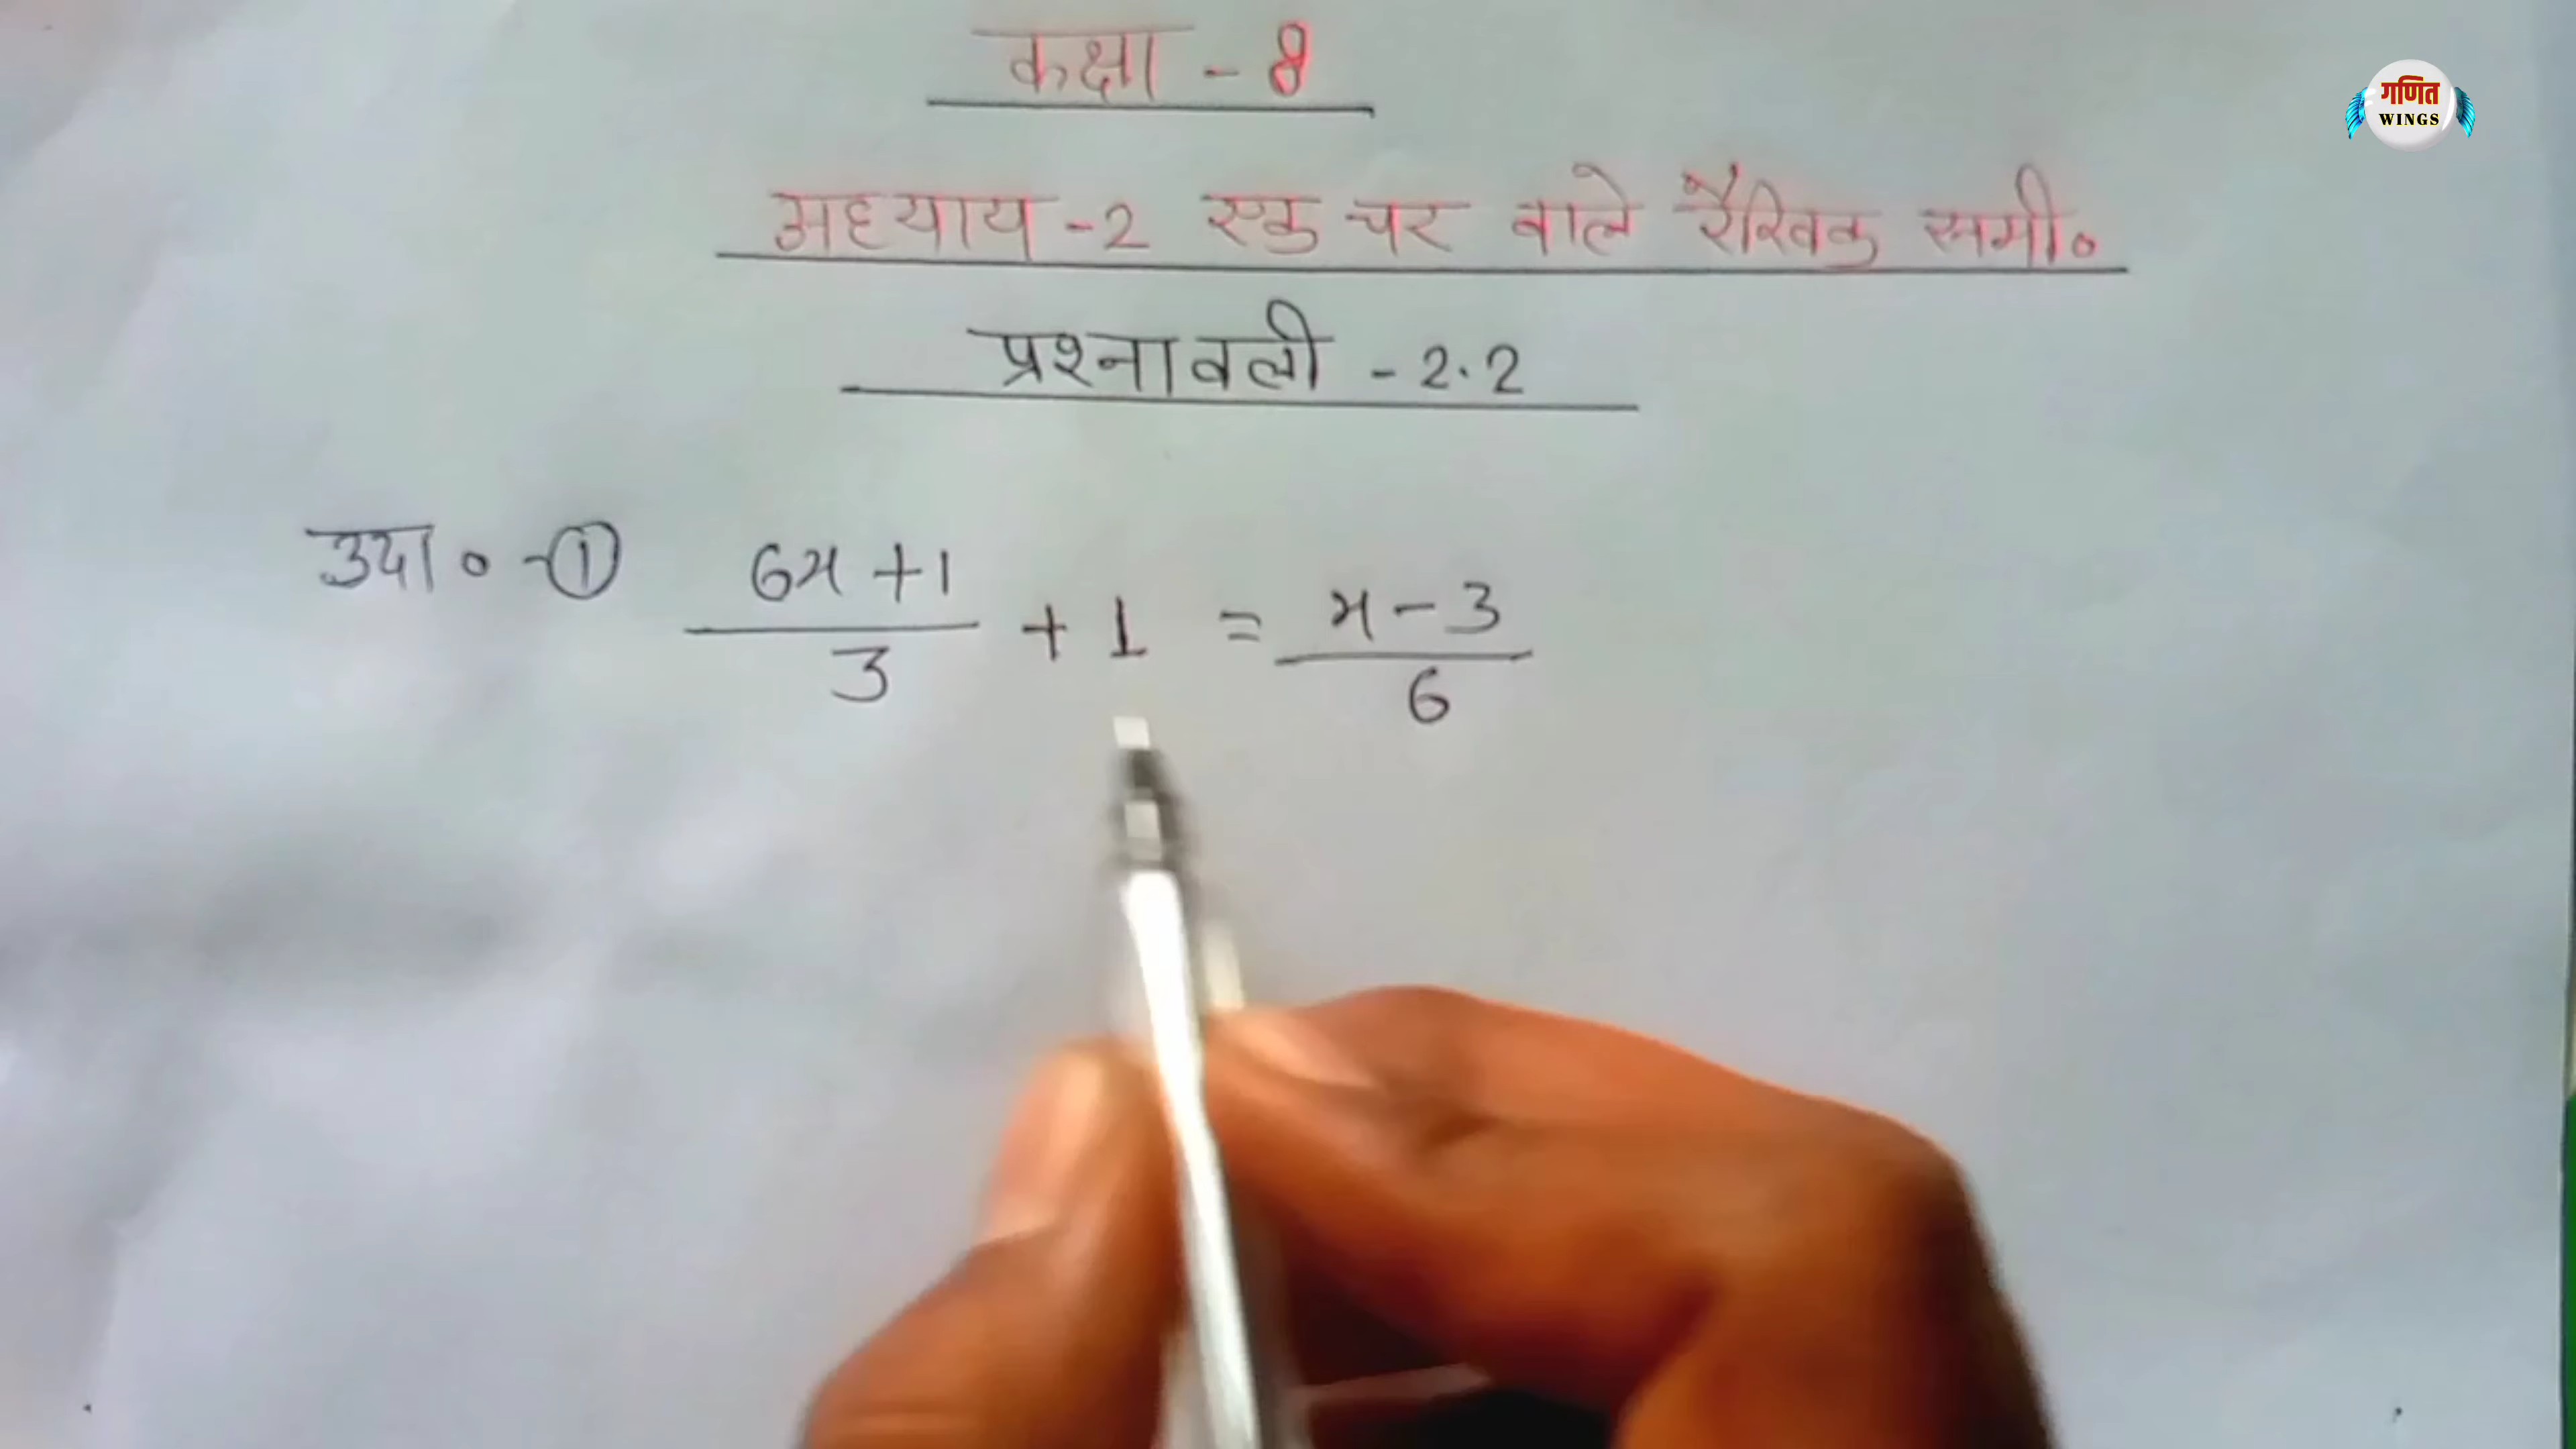 कक्षा - 8
गणित
WINGS
अध्याय - 2 एक चर वाले रैखिक समी०
प्रश्नावली - 2.2
उदा० - ① (6x + 1)/3 + 1 = (x - 3)/6